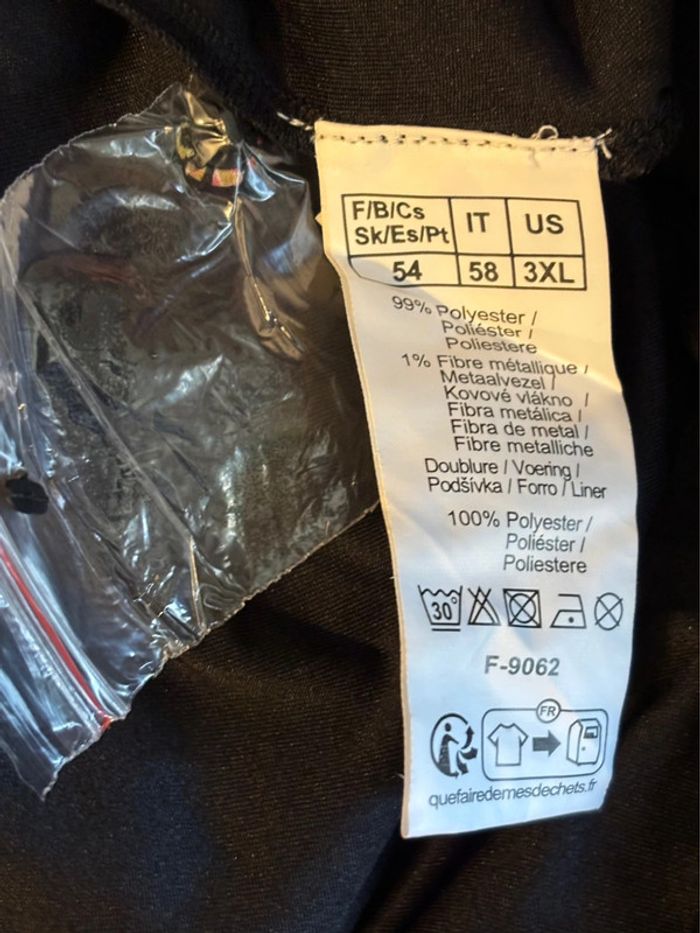 F/B/Cs IT US
Sk/Es/Pt
54 58 3XL
99% Polyester /
Poliéster /
Poliestere
1% Fibre métallique /
Metaalvezel /
Kovové vlákno /
Fibra metálica /
Fibra de metal /
Fibre metalliche
Doublure / Voering /
Podšívka / Forro / Liner
100% Polyester /
Poliéster /
Poliestere
30°
F-9062
FR
quefairedemesdechets.fr